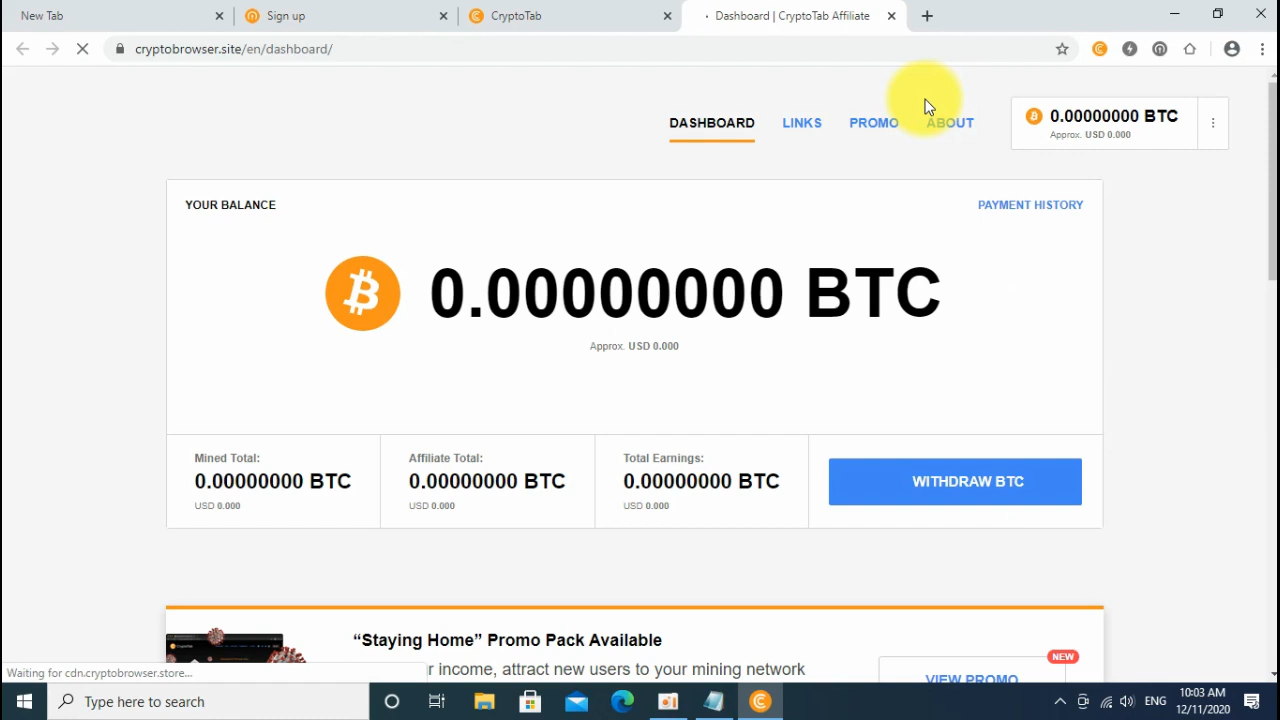 New Tab
Sign up
CryptoTab
Dashboard | CryptoTab Affiliate
cryptobrowser.site/en/dashboard/
DASHBOARD
LINKS
PROMO
ABOUT
0.00000000 BTC
Approx. USD 0.000
YOUR BALANCE
PAYMENT HISTORY
0.00000000 BTC
Approx. USD 0.000
Mined Total:
0.00000000 BTC
USD 0.000
Affiliate Total:
0.00000000 BTC
USD 0.000
Total Earnings:
0.00000000 BTC
USD 0.000
WITHDRAW BTC
“Staying Home” Promo Pack Available
income, attract new users to your mining network
NEW
VIEW PROMO
Waiting for cdn.cryptobrowser.store...
Type here to search
ENG
10:03 AM
12/11/2020